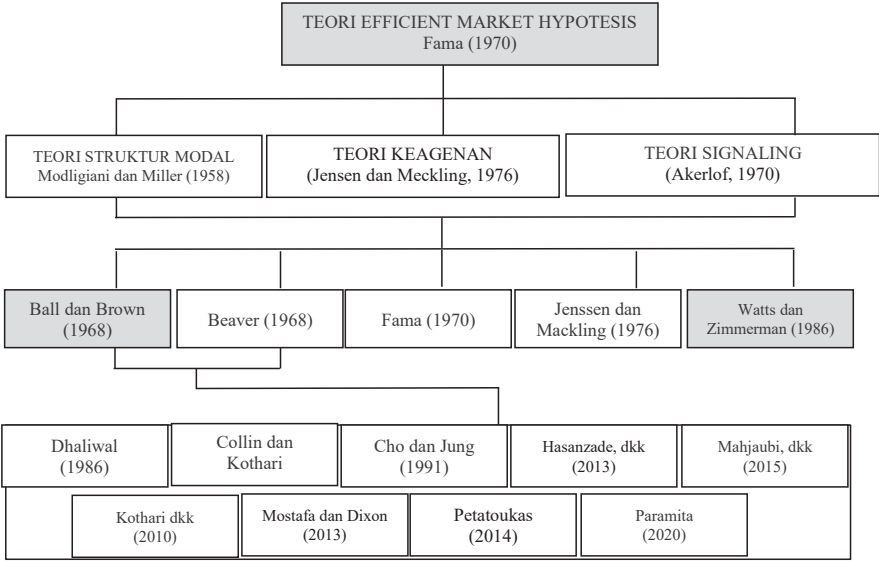 TEORI EFFICIENT MARKET HYPOTESIS
Fama (1970)
TEORI STRUKTUR MODAL
Modligiani dan Miller (1958)
TEORI KEAGENAN
(Jensen dan Meckling, 1976)
TEORI SIGNALING
(Akerlof, 1970)
Ball dan Brown
(1968)
Beaver (1968)
Fama (1970)
Jenssen dan
Mackling (1976)
Watts dan
Zimmerman (1986)
Dhaliwal
(1986)
Collin dan
Kothari
Cho dan Jung
(1991)
Hasanzade, dkk
(2013)
Mahjaubi, dkk
(2015)
Kothari dkk
(2010)
Mostafa dan Dixon
(2013)
Petatoukas
(2014)
Paramita
(2020)